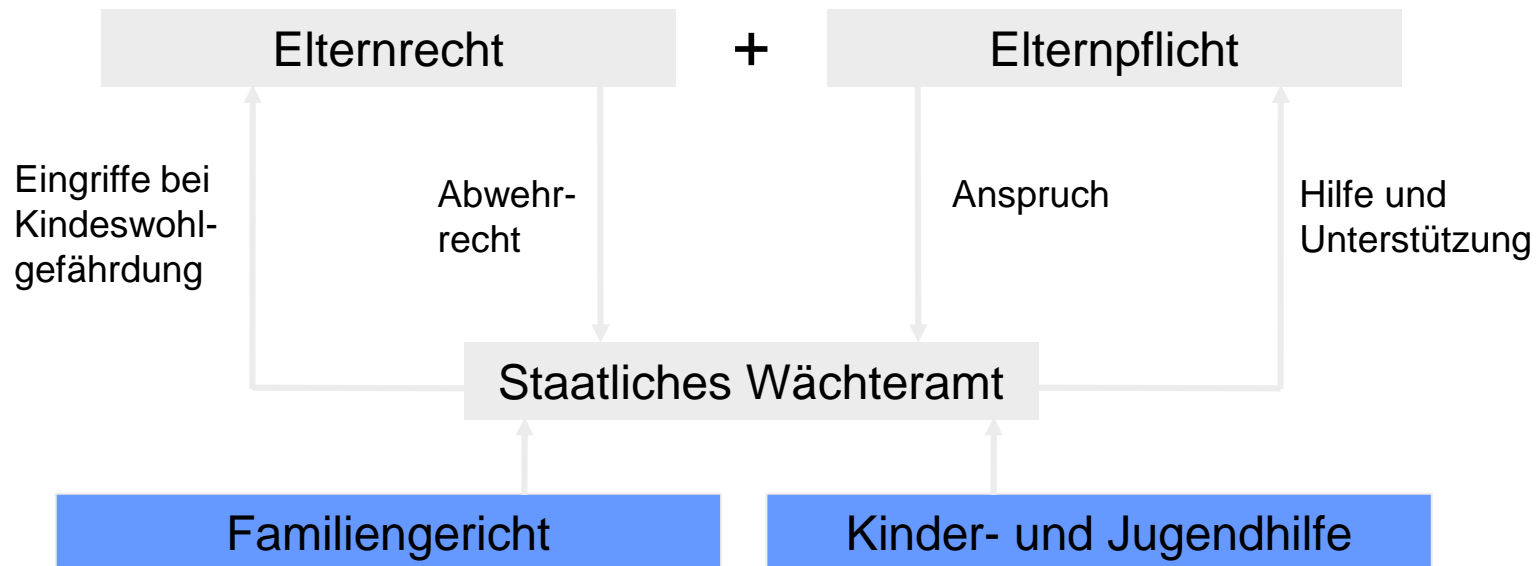 Elternrecht + Elternpflicht
Eingriffe bei
Kindeswohl-
gefährdung
Abwehr-
recht
Anspruch
Hilfe und
Unterstützung
Staatliches Wächteramt
Familiengericht
Kinder- und Jugendhilfe